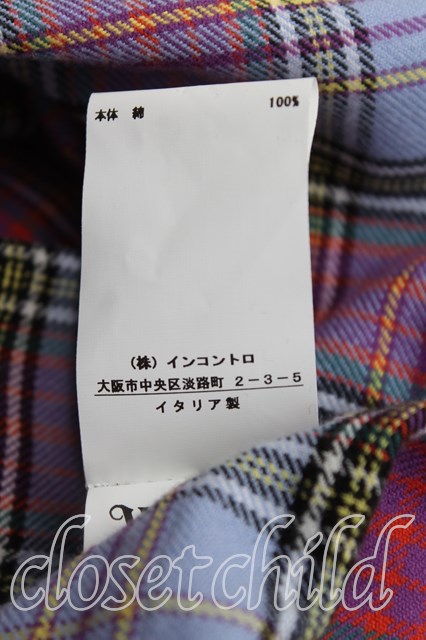 本体 綿 100%
(株) インコントロ
大阪市中央区淡路町 2-3-5
イタリア製
closetchild